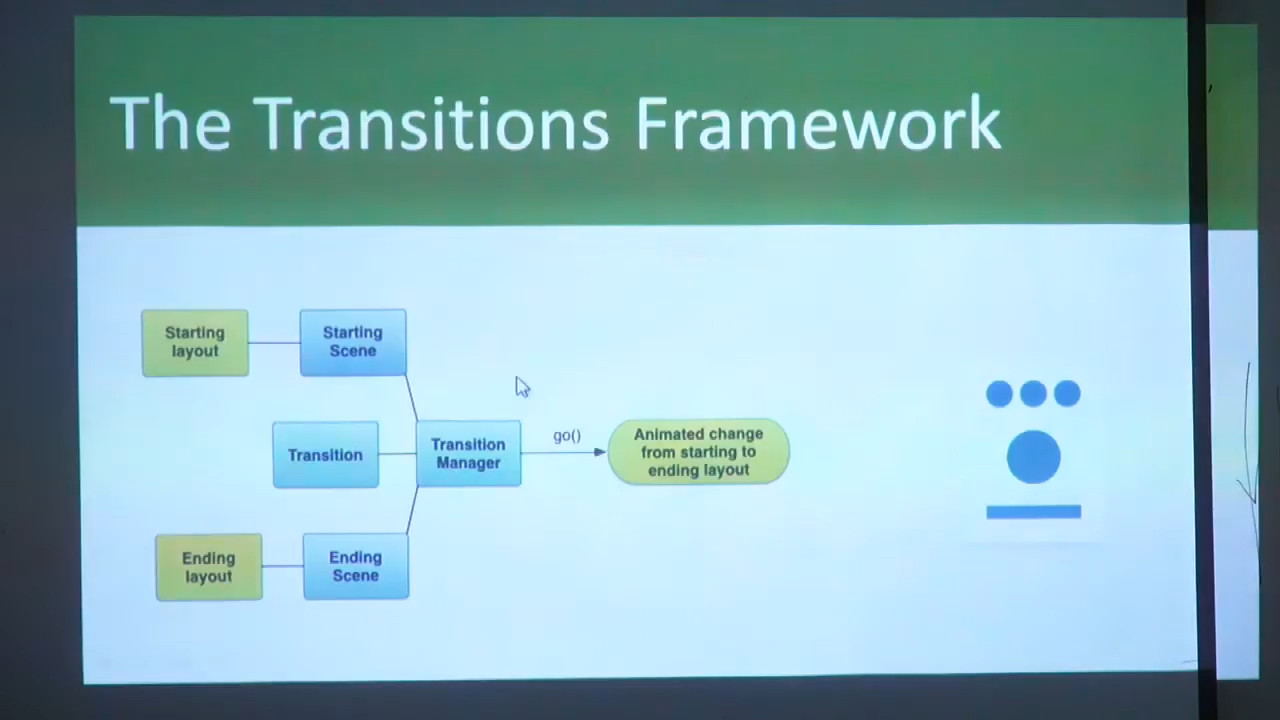 The Transitions Framework
Starting
layout
Starting
Scene
Transition
Transition
Manager
go()
Animated change
from starting to
ending layout
Ending
layout
Ending
Scene